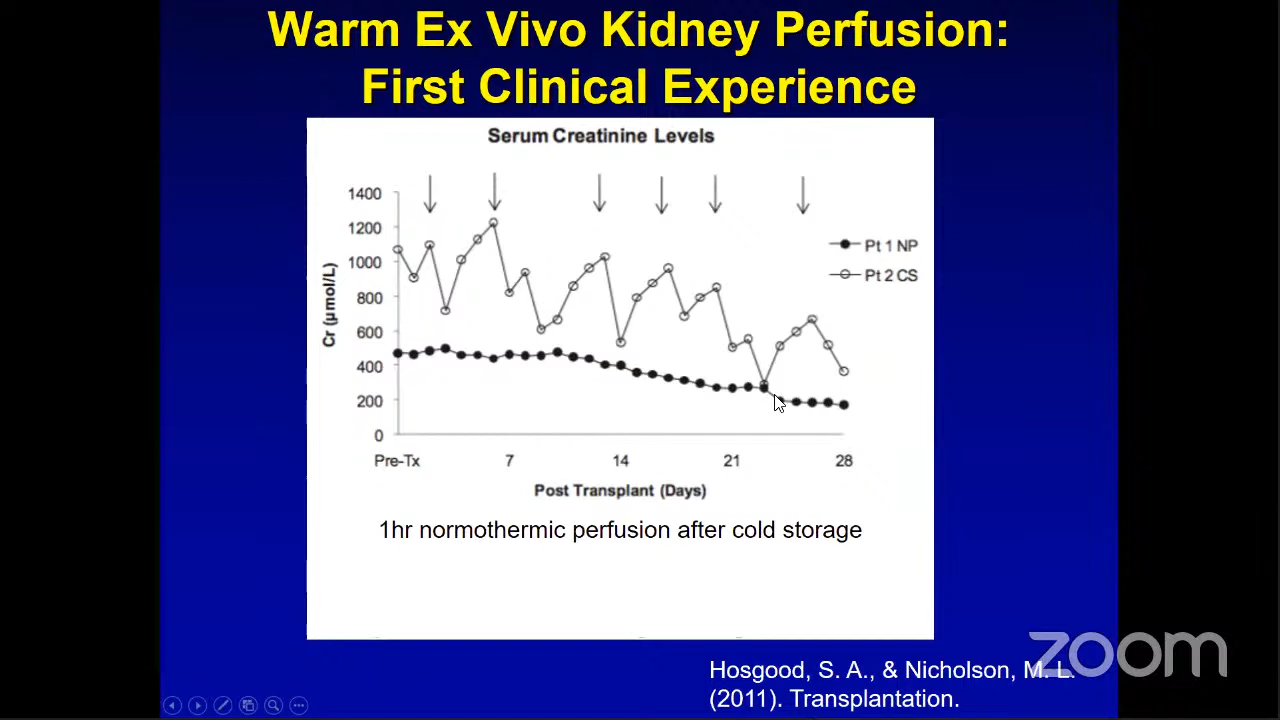 Warm Ex Vivo Kidney Perfusion:
First Clinical Experience
Serum Creatinine Levels
1400
1200
1000
800
600
400
200
0
Cr (µmol/L)
Pt 1 NP
Pt 2 CS
Pre-Tx 7 14 21 28
Post Transplant (Days)
1hr normothermic perfusion after cold storage
zoom
Hosgood, S. A., & Nicholson, M. L.
(2011). Transplantation.